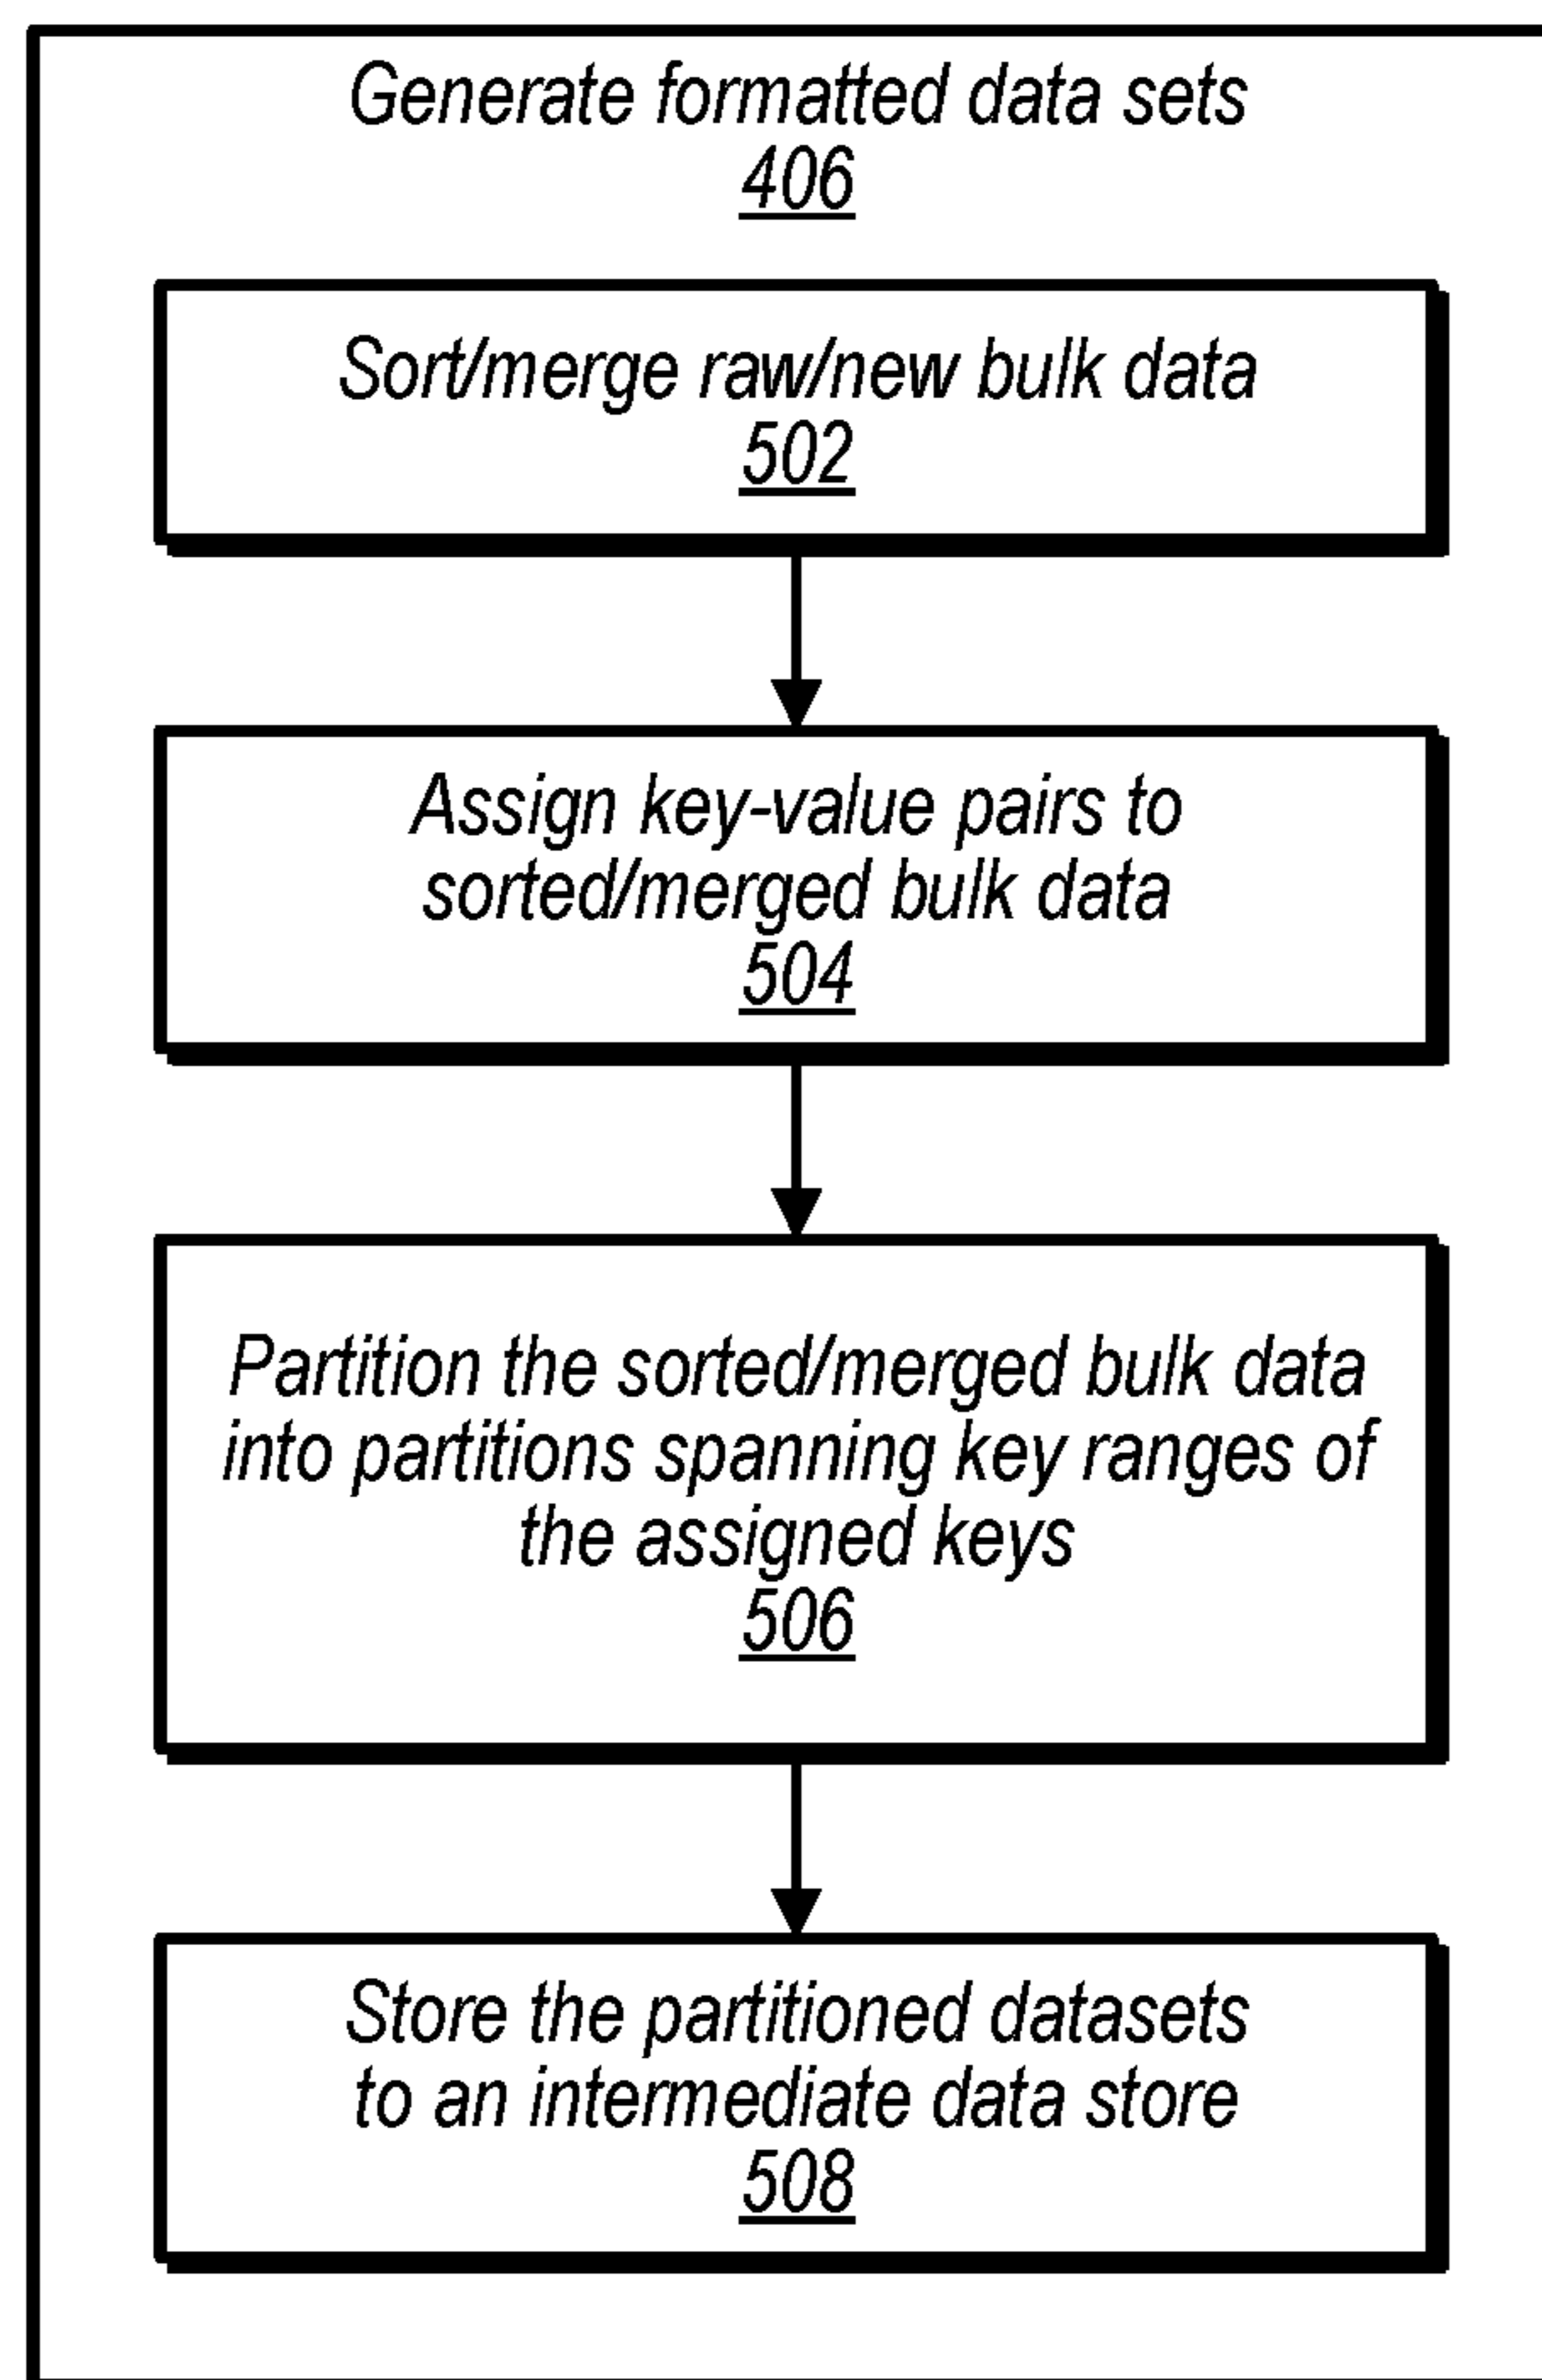 Generate formatted data sets
406
Sort/merge raw/new bulk data
502
Assign key-value pairs to
sorted/merged bulk data
504
Partition the sorted/merged bulk data
into partitions spanning key ranges of
the assigned keys
506
Store the partitioned datasets
to an intermediate data store
508